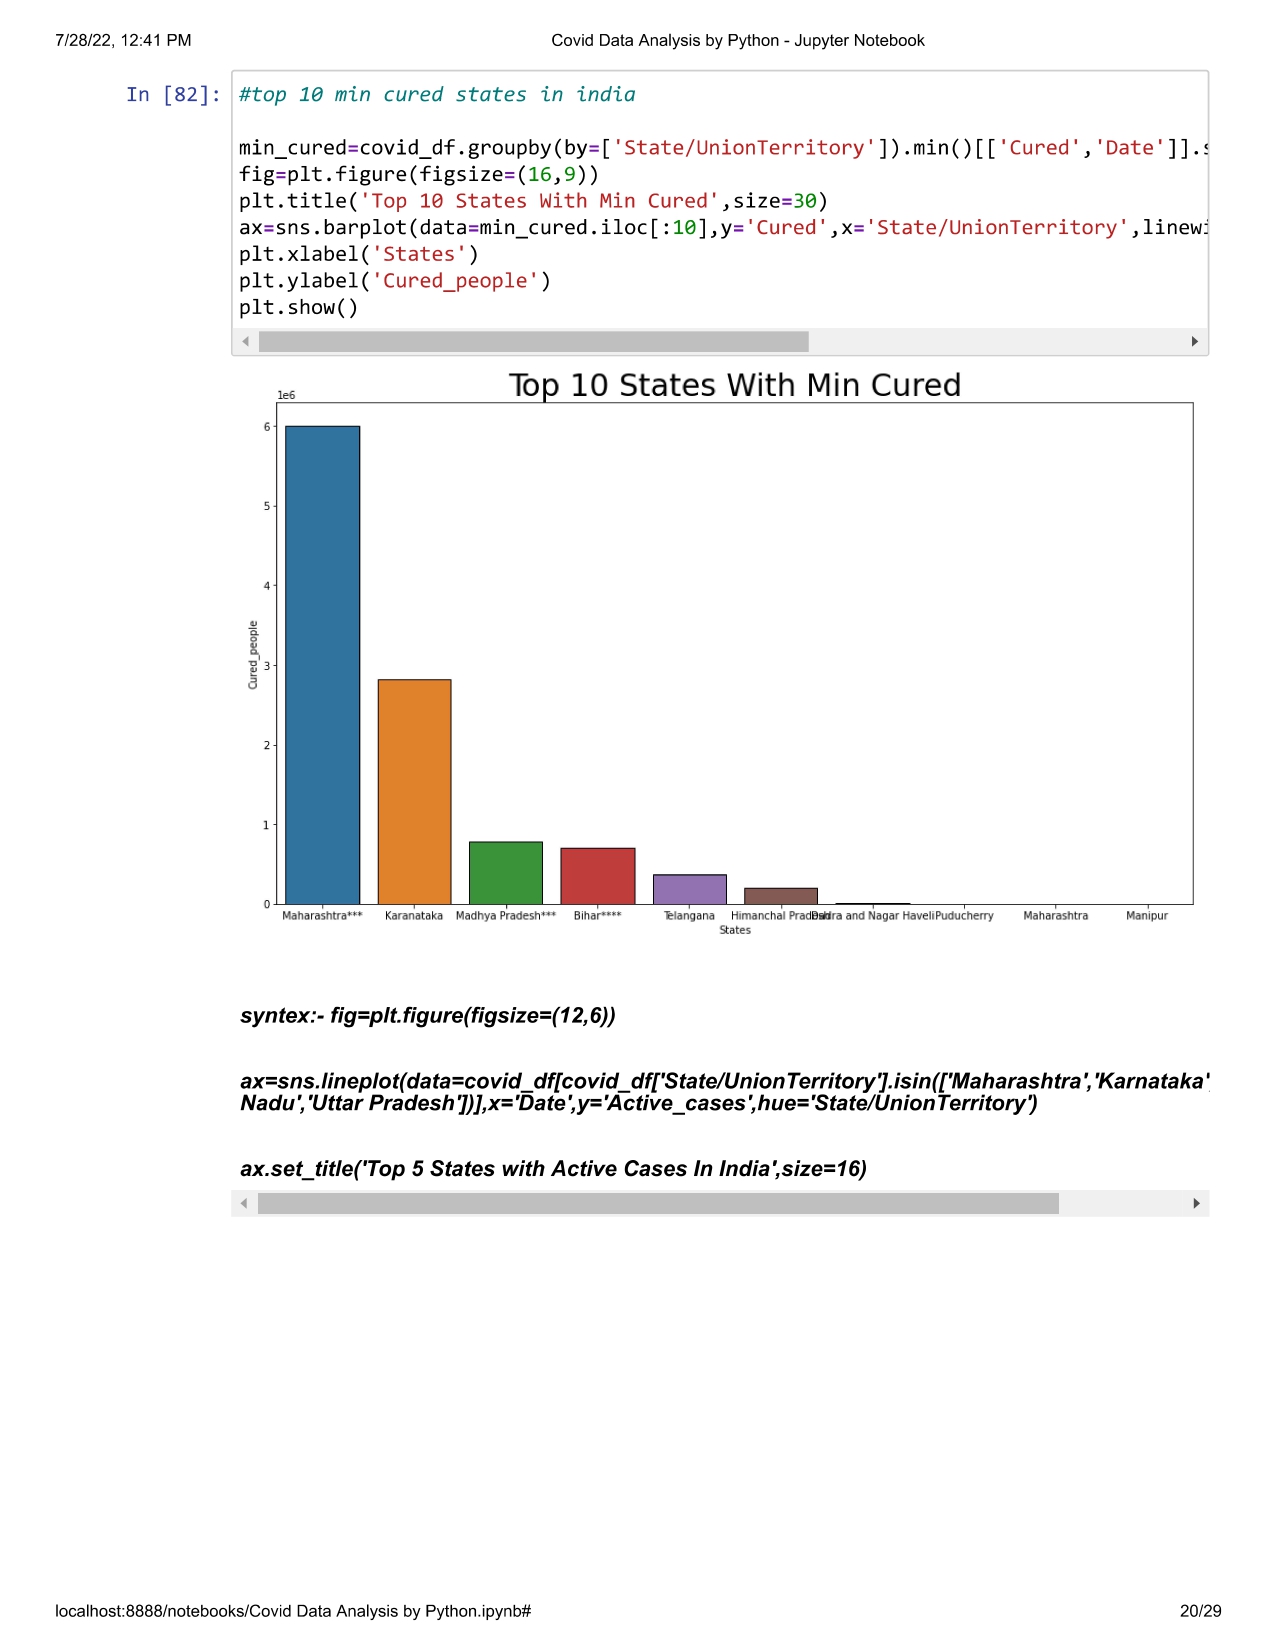 7/28/22, 12:41 PM Covid Data Analysis by Python - Jupyter Notebook
In [82]: #top 10 min cured states in india
min_cured=covid_df.groupby(by=['State/UnionTerritory']).min()[['Cured','Date']].s
fig=plt.figure(figsize=(16,9))
plt.title('Top 10 States With Min Cured',size=30)
ax=sns.barplot(data=min_cured.iloc[:10],y='Cured',x='State/UnionTerritory',linewi
plt.xlabel('States')
plt.ylabel('Cured_people')
plt.show()
Top 10 States With Min Cured
1e6
6
5
4
3
2
1
0
Cured_people
Maharashtra*** Karanataka Madhya Pradesh*** Bihar**** Telangana Himanchal Pradesh Dadra and Nagar Haveli Puducherry Maharashtra Manipur
States
syntex:- fig=plt.figure(figsize=(12,6))
ax=sns.lineplot(data=covid_df[covid_df['State/UnionTerritory'].isin(['Maharashtra','Karnataka',
Nadu','Uttar Pradesh'])],x='Date',y='Active_cases',hue='State/UnionTerritory')
ax.set_title('Top 5 States with Active Cases In India',size=16)
localhost:8888/notebooks/Covid Data Analysis by Python.ipynb# 20/29